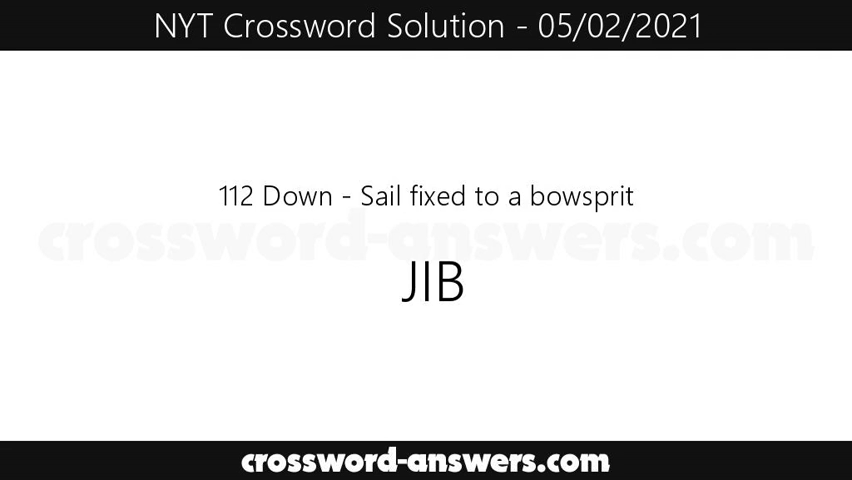 NYT Crossword Solution - 05/02/2021
112 Down - Sail fixed to a bowsprit
crossword-answers.com
JIB
crossword-answers.com